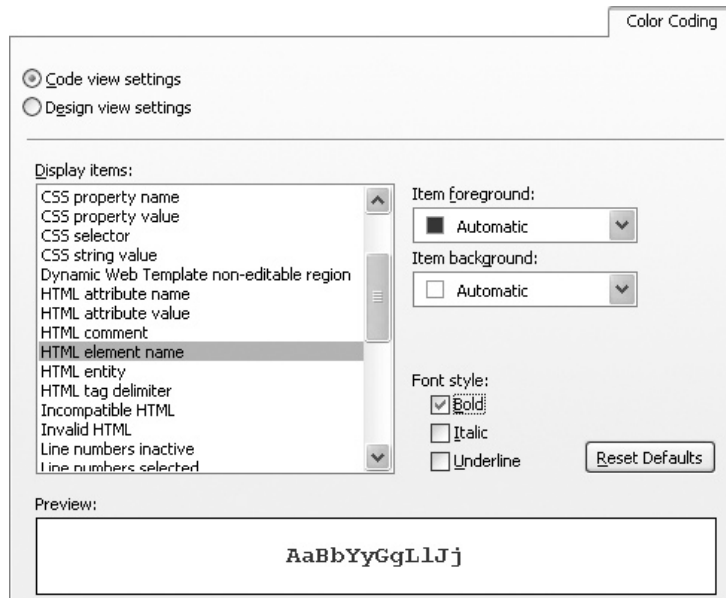 Color Coding
Code view settings
Design view settings
Display items:
CSS property name
CSS property value
CSS selector
CSS string value
Dynamic Web Template non-editable region
HTML attribute name
HTML attribute value
HTML comment
HTML element name
HTML entity
HTML tag delimiter
Incompatible HTML
Invalid HTML
Line numbers inactive
Line numbers selected
Item foreground:
Automatic
Item background:
Automatic
Font style:
Bold
Italic
Underline
Reset Defaults
Preview:
AaBbYyGgLlJj